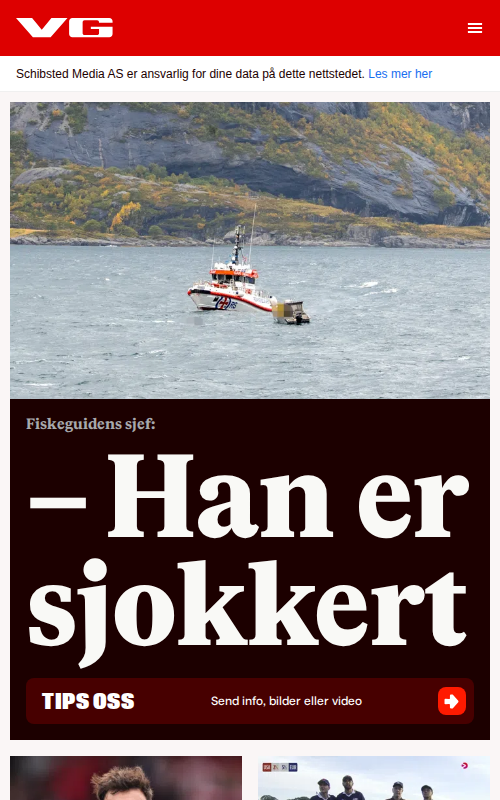 VG
Schibsted Media AS er ansvarlig for dine data på dette nettstedet. Les mer her
Fiskeguidens sjef:
– Han er
sjokkert
TIPS OSS
Send info, bilder eller video